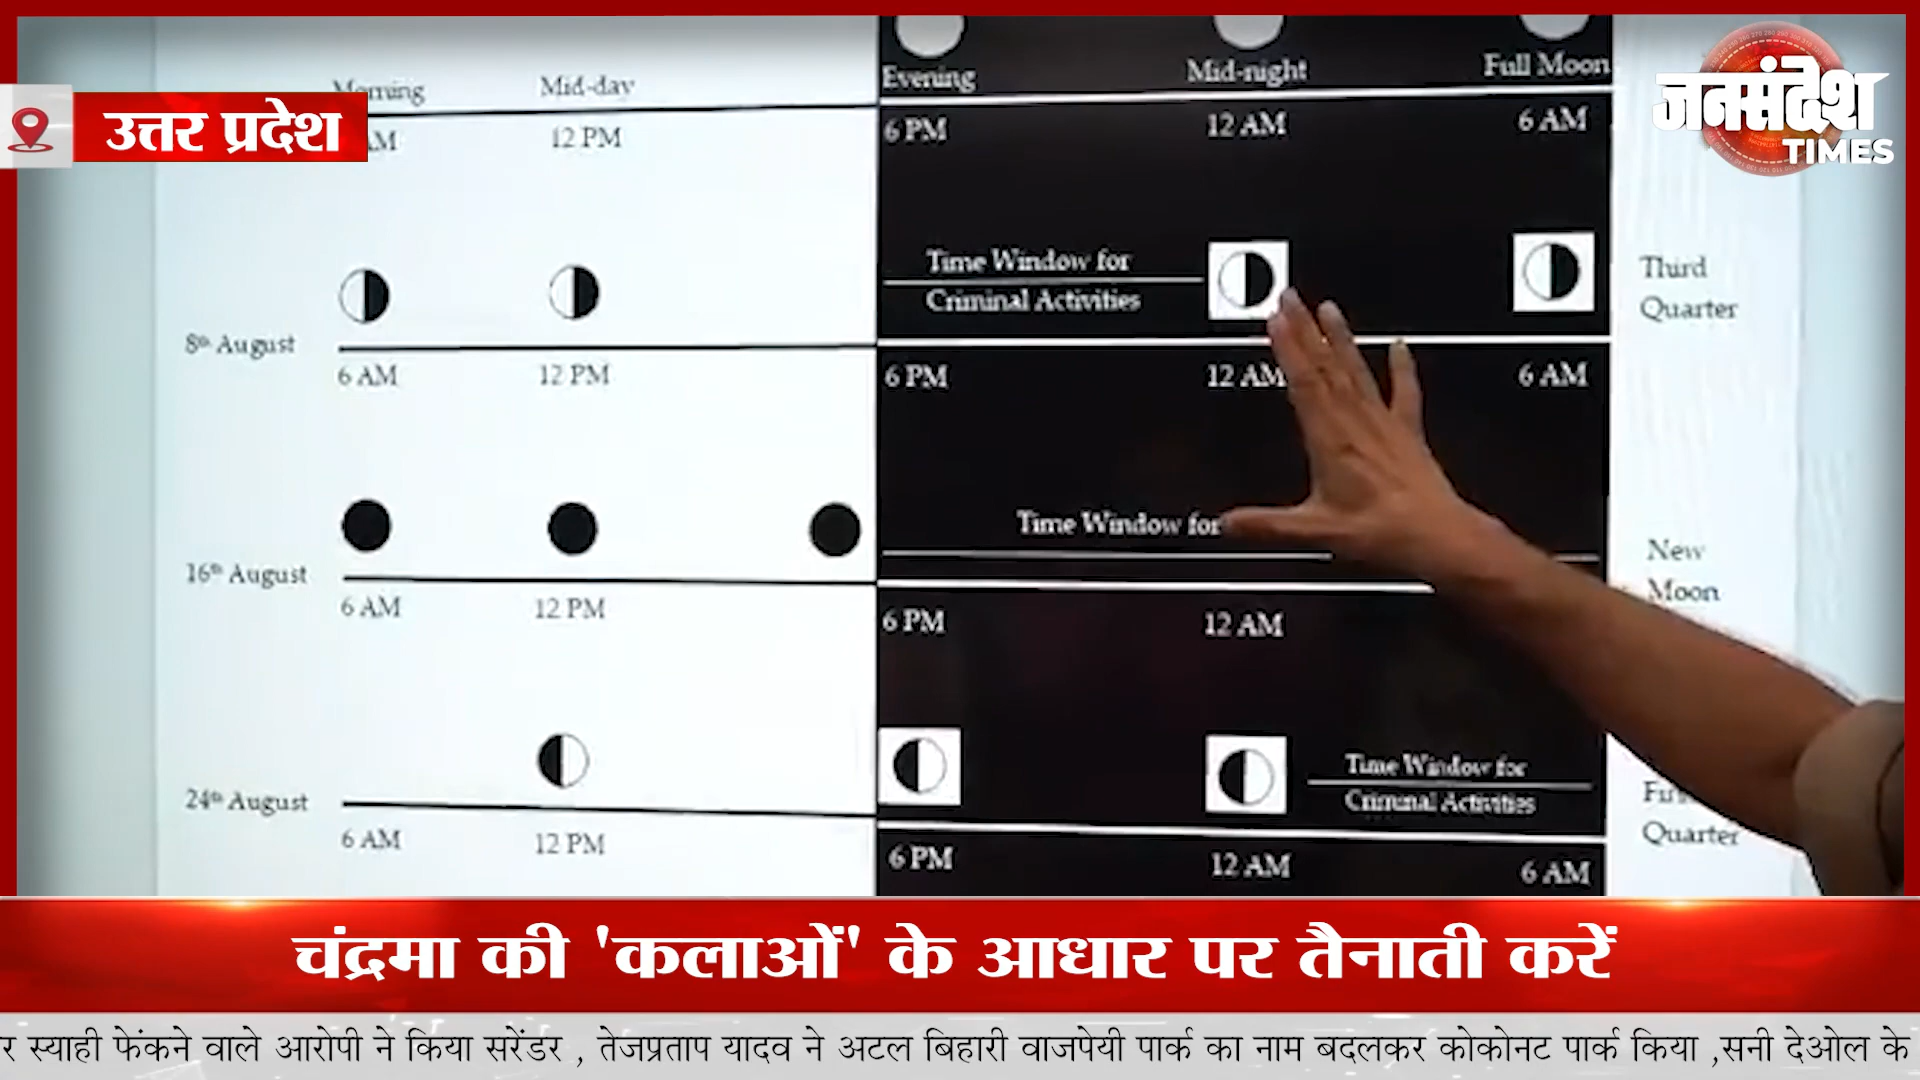 Evening Mid-night Full Moon
Morning Mid-day
उत्तर प्रदेश
जनसंदेश
TIMES
AM 12 PM 6 PM 12 AM 6 AM
Time Window for
Criminal Activities
Third
Quarter
8th August
6 AM 12 PM 6 PM 12 AM 6 AM
Time Window for
New
Moon
16th August
6 AM 12 PM 6 PM 12 AM
Time Window for
Criminal Activities
Quarter
24th August
6 AM 12 PM 6 PM 12 AM 6 AM
चंद्रमा की 'कलाओं' के आधार पर तैनाती करें
र स्याही फेंकने वाले आरोपी ने किया सरेंडर , तेजप्रताप यादव ने अटल बिहारी वाजपेयी पार्क का नाम बदलकर कोकोनट पार्क किया ,सनी देओल के